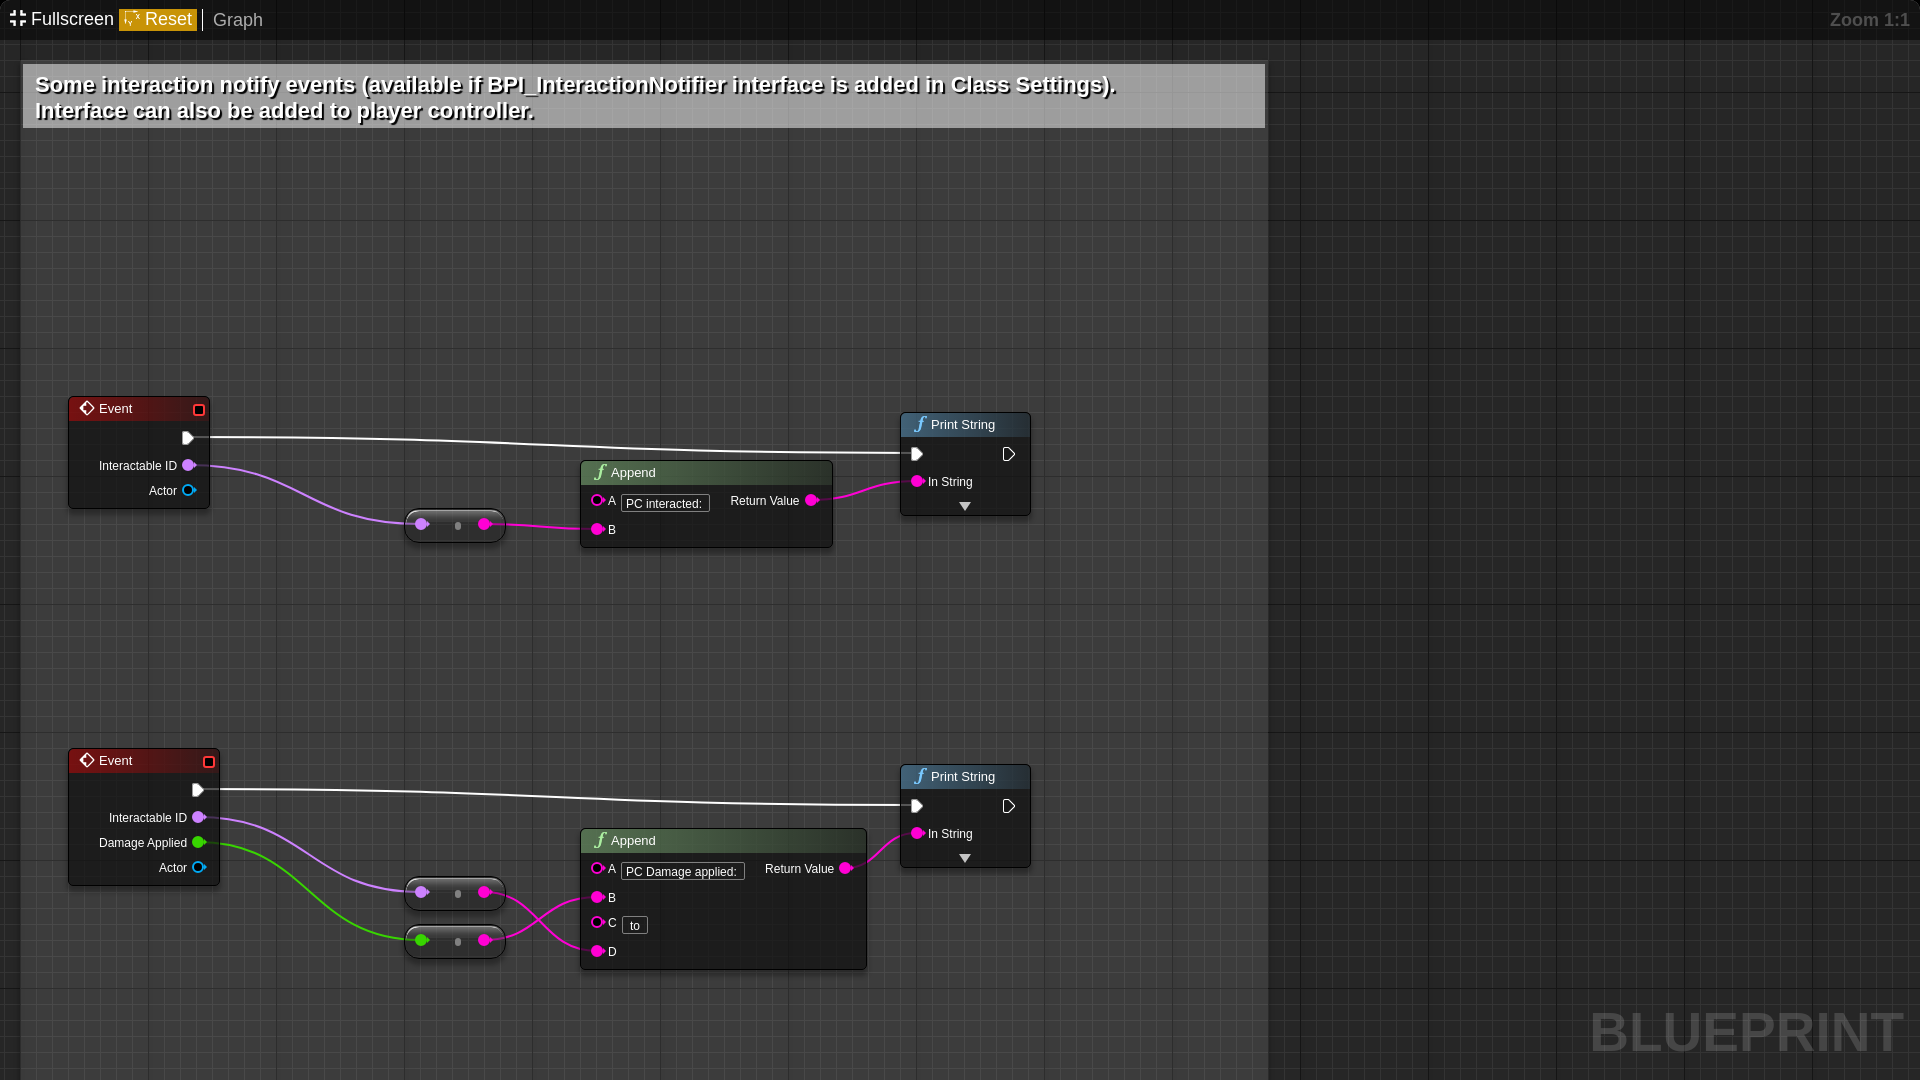 Fullscreen Reset Graph Zoom 1:1
Some interaction notify events (available if BPI_InteractionNotifier interface is added in Class Settings).
Interface can also be added to player controller.
Event
Interactable ID
Actor
Append
A PC interacted: Return Value
B
Print String
In String
Event
Interactable ID
Damage Applied
Actor
Append
A PC Damage applied: Return Value
B
C to
D
Print String
In String
BLUEPRINT